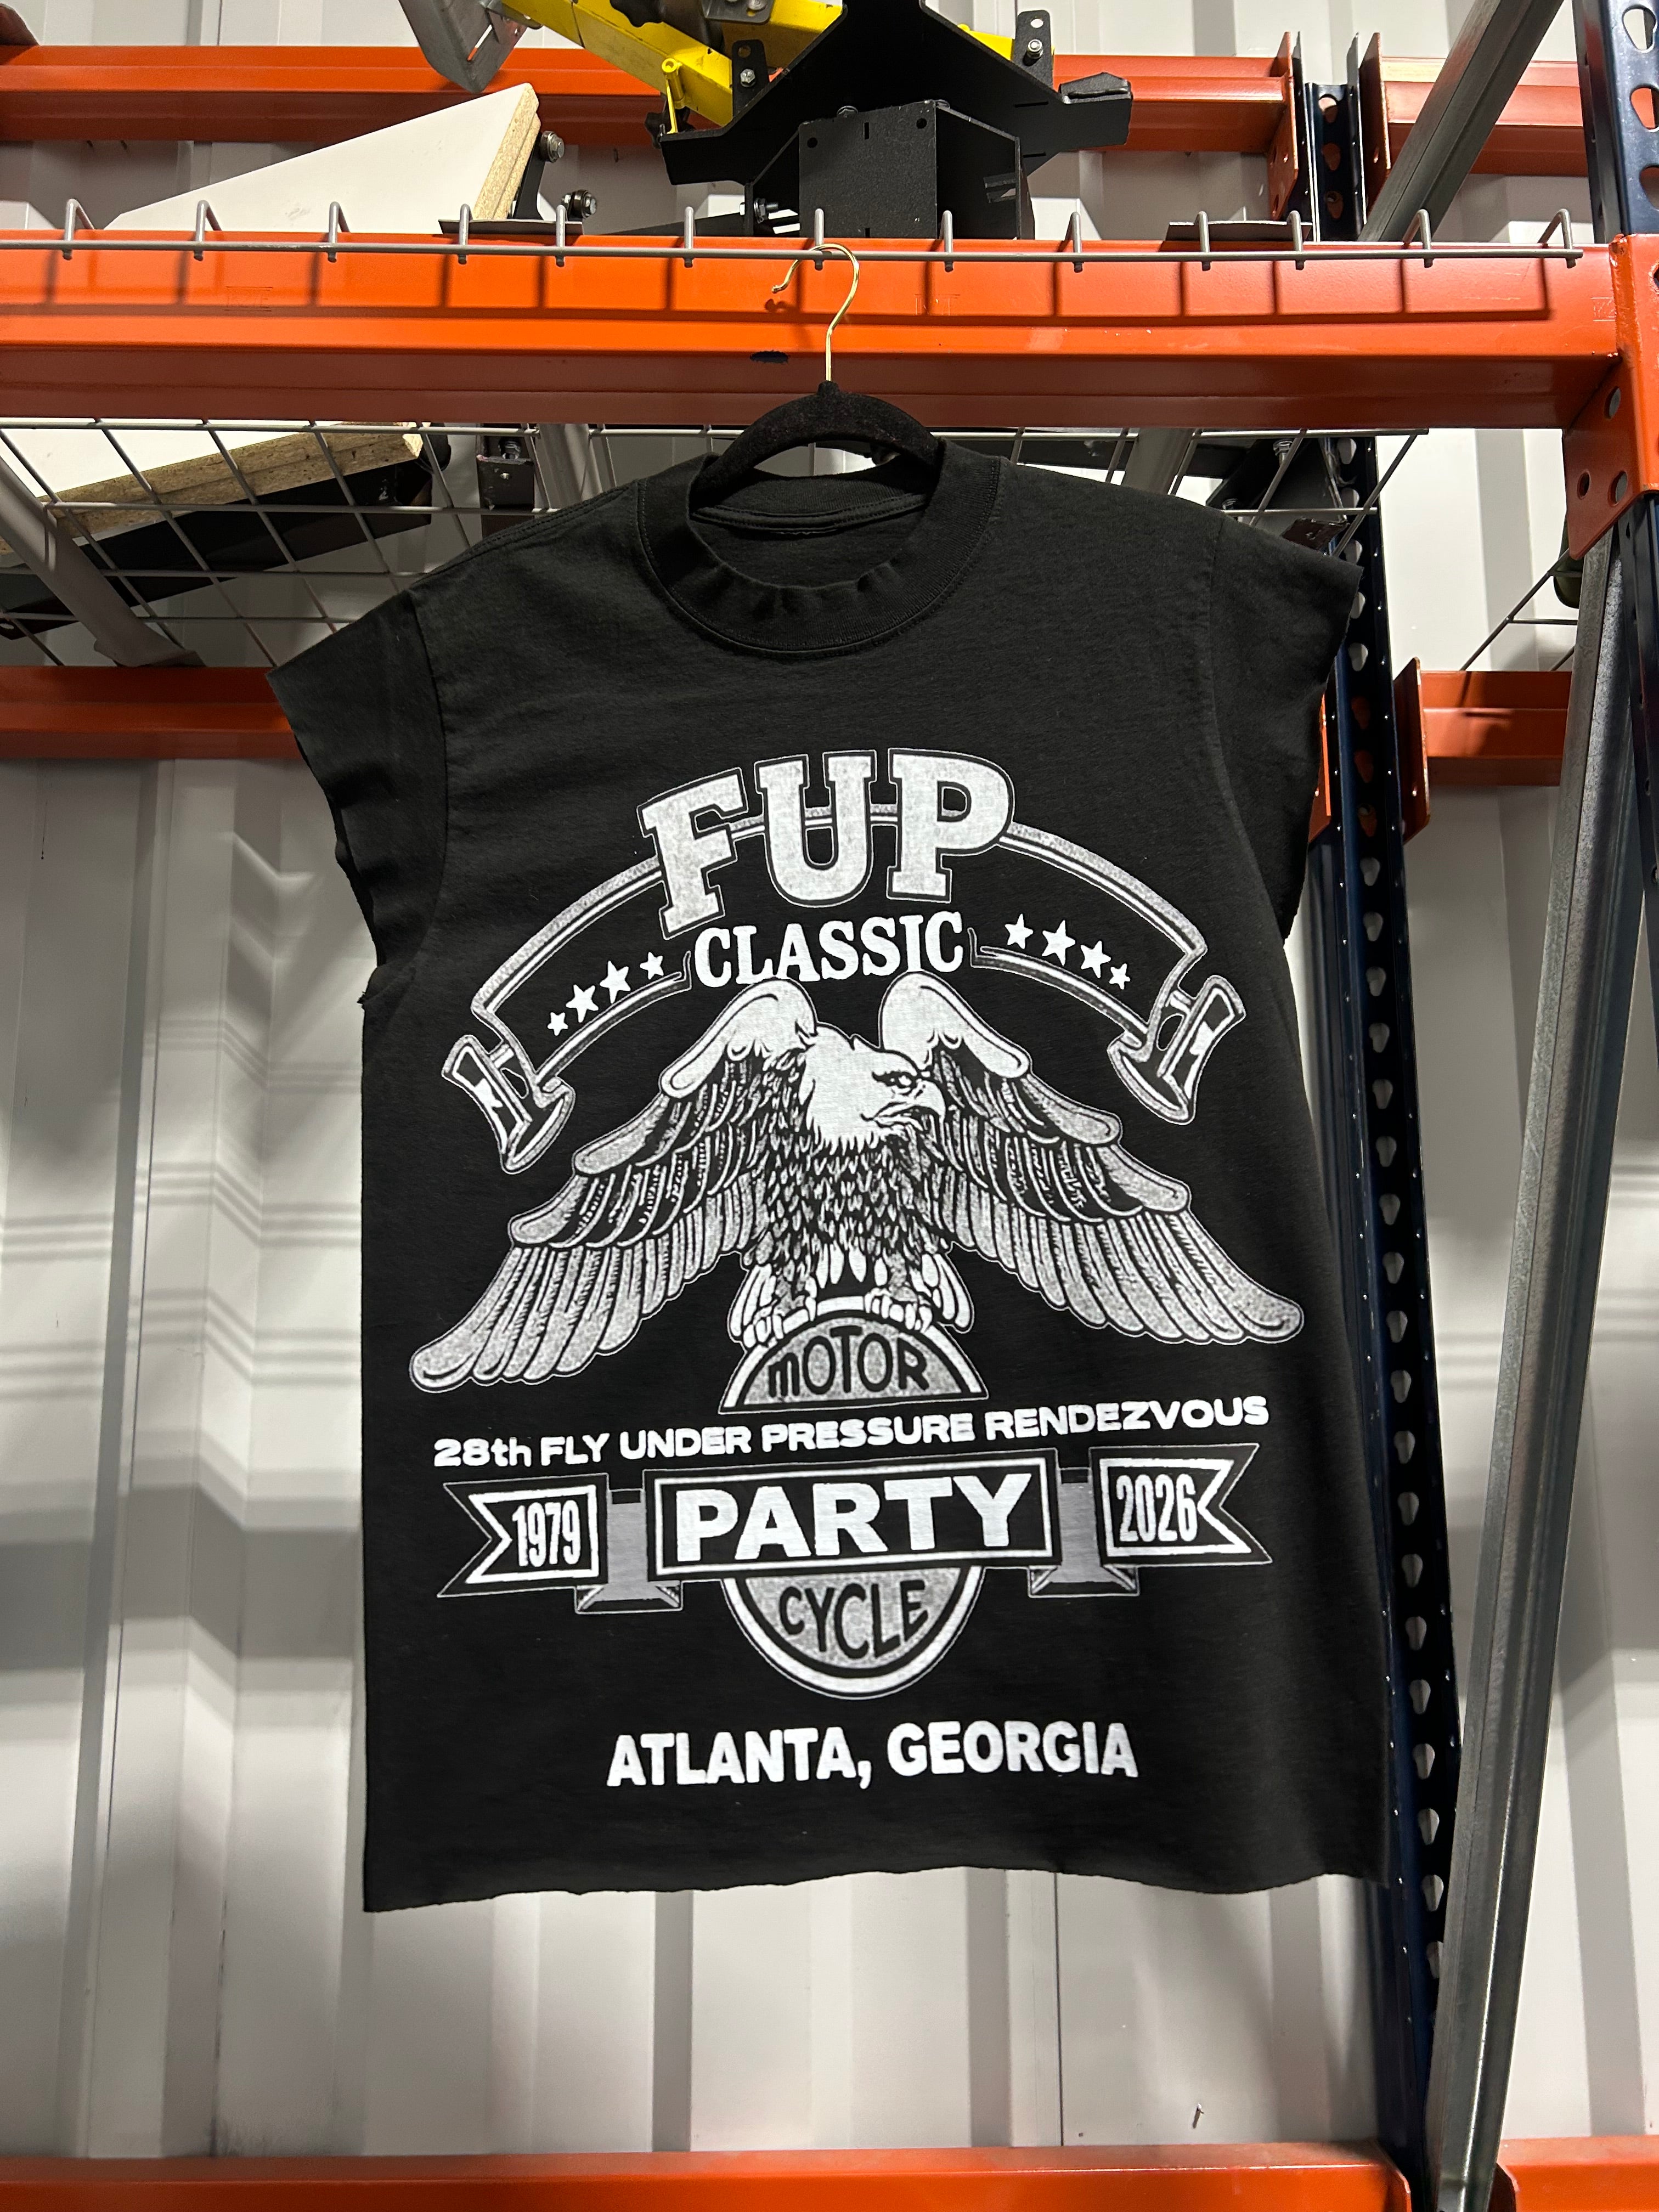 FUP
CLASSIC
mOTOR
28th FLY UNDER PRESSURE RENDEZVOUS
1979 PARTY 2026
CYCLE
ATLANTA, GEORGIA